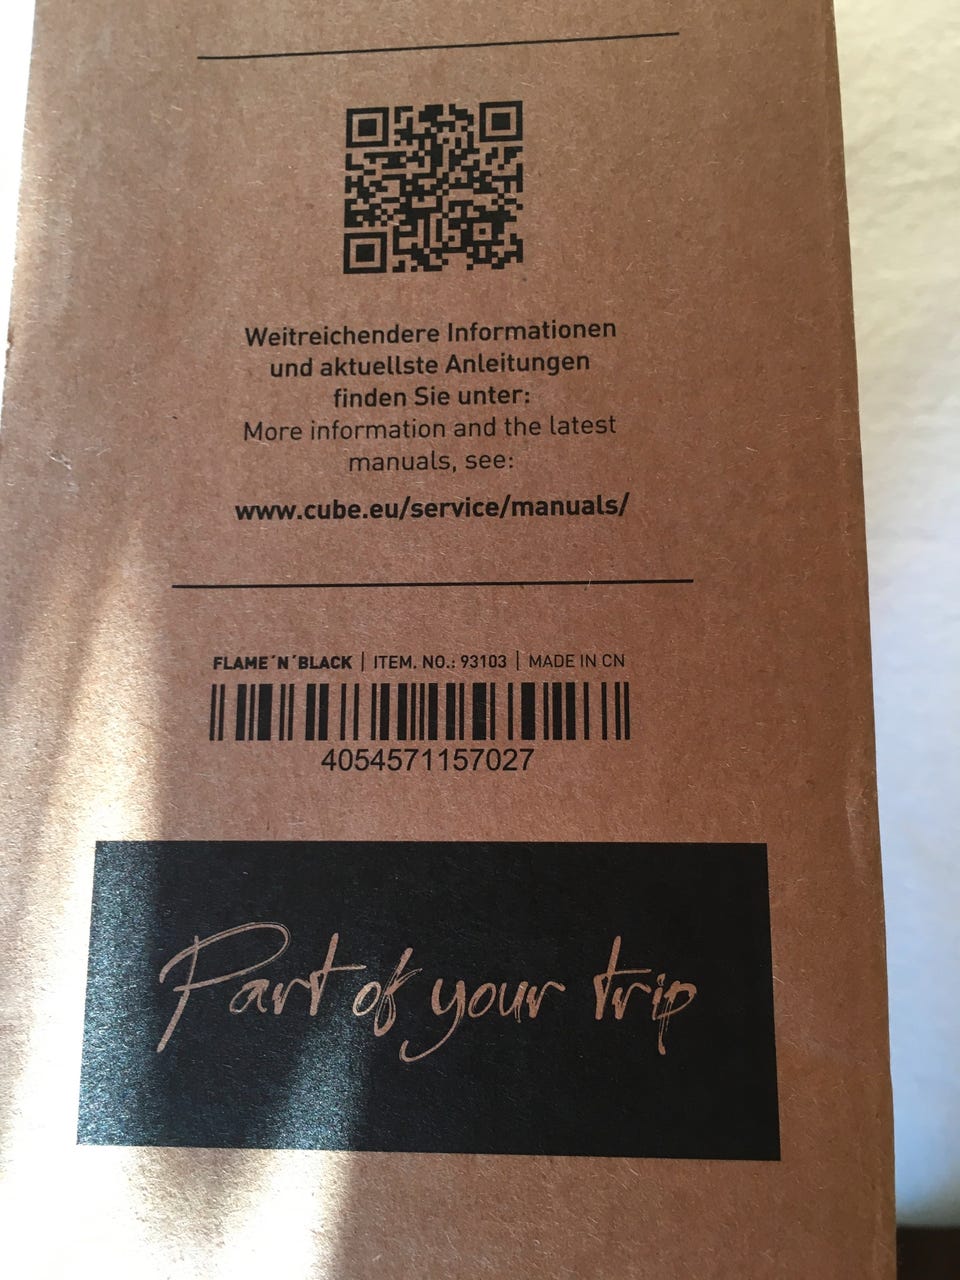 Weitreichendere Informationen
und aktuellste Anleitungen
finden Sie unter:
More information and the latest
manuals, see:
www.cube.eu/service/manuals/
FLAME´N´BLACK | ITEM. NO.: 93103 | MADE IN CN
4054571157027
Part of your trip